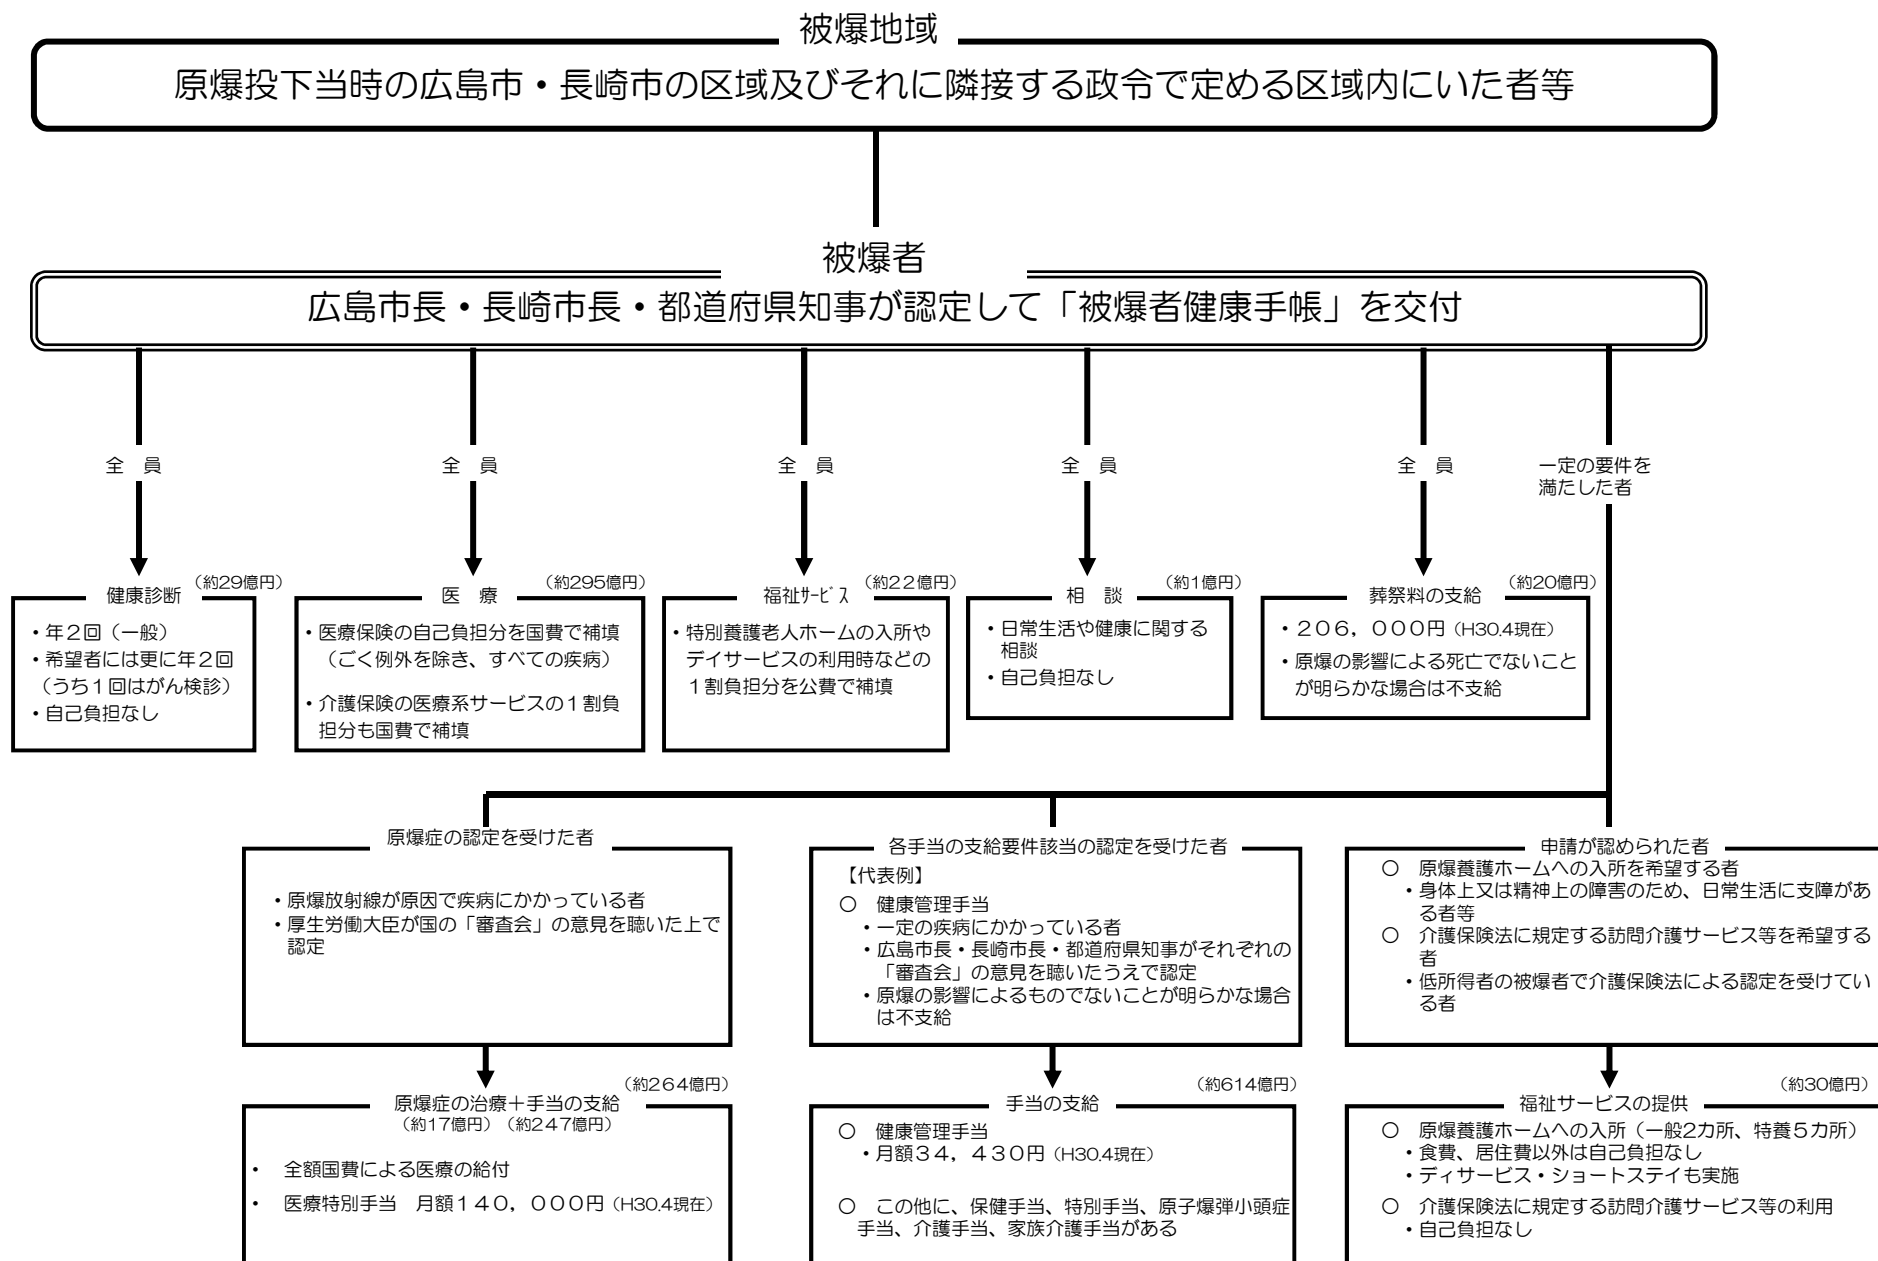 被爆地域
原爆投下当時の広島市・長崎市の区域及びそれに隣接する政令で定める区域内にいた者等
被爆者
広島市長・長崎市長・都道府県知事が認定して「被爆者健康手帳」を交付
全　員
全　員
全　員
全　員
全　員
一定の要件を
満たした者
健康診断
（約29億円）
・年２回（一般）
・希望者には更に年２回
（うち１回はがん検診）
・自己負担なし
医　療
（約295億円）
・医療保険の自己負担分を国費で補填
（ごく例外を除き、すべての疾病）
・介護保険の医療系サービスの１割負
担分も国費で補填
福祉ｻｰﾋﾞｽ
（約２２億円）
・特別養護老人ホームの入所や
デイサービスの利用時などの
１割負担分を公費で補填
相　談
（約１億円）
・日常生活や健康に関する
相談
・自己負担なし
葬祭料の支給
（約20億円）
・２０６，０００円（H30.4現在）
・原爆の影響による死亡でないこと
が明らかな場合は不支給
原爆症の認定を受けた者
・原爆放射線が原因で疾病にかかっている者
・厚生労働大臣が国の「審査会」の意見を聴いた上で
認定
各手当の支給要件該当の認定を受けた者
【代表例】
○　健康管理手当
・一定の疾病にかかっている者
・広島市長・長崎市長・都道府県知事がそれぞれの
「審査会」の意見を聴いたうえで認定
・原爆の影響によるものでないことが明らかな場合
は不支給
申請が認められた者
○　原爆養護ホームへの入所を希望する者
・身体上又は精神上の障害のため、日常生活に支障があ
る者等
○　介護保険法に規定する訪問介護サービス等を希望する
者
・低所得者の被爆者で介護保険法による認定を受けてい
る者
（約２６４億円）
原爆症の治療＋手当の支給
（約17億円）（約２４７億円）
・　全額国費による医療の給付
・　医療特別手当　月額１４０，０００円（H30.4現在）
（約６１４億円）
手当の支給
○　健康管理手当
・月額３４，４３０円（H30.4現在）
○　この他に、保健手当、特別手当、原子爆弾小頭症
手当、介護手当、家族介護手当がある
（約30億円）
福祉サービスの提供
○　原爆養護ホームへの入所（一般2カ所、特養５カ所）
・食費、居住費以外は自己負担なし
・ディサービス・ショートステイも実施
○　介護保険法に規定する訪問介護サービス等の利用
・自己負担なし